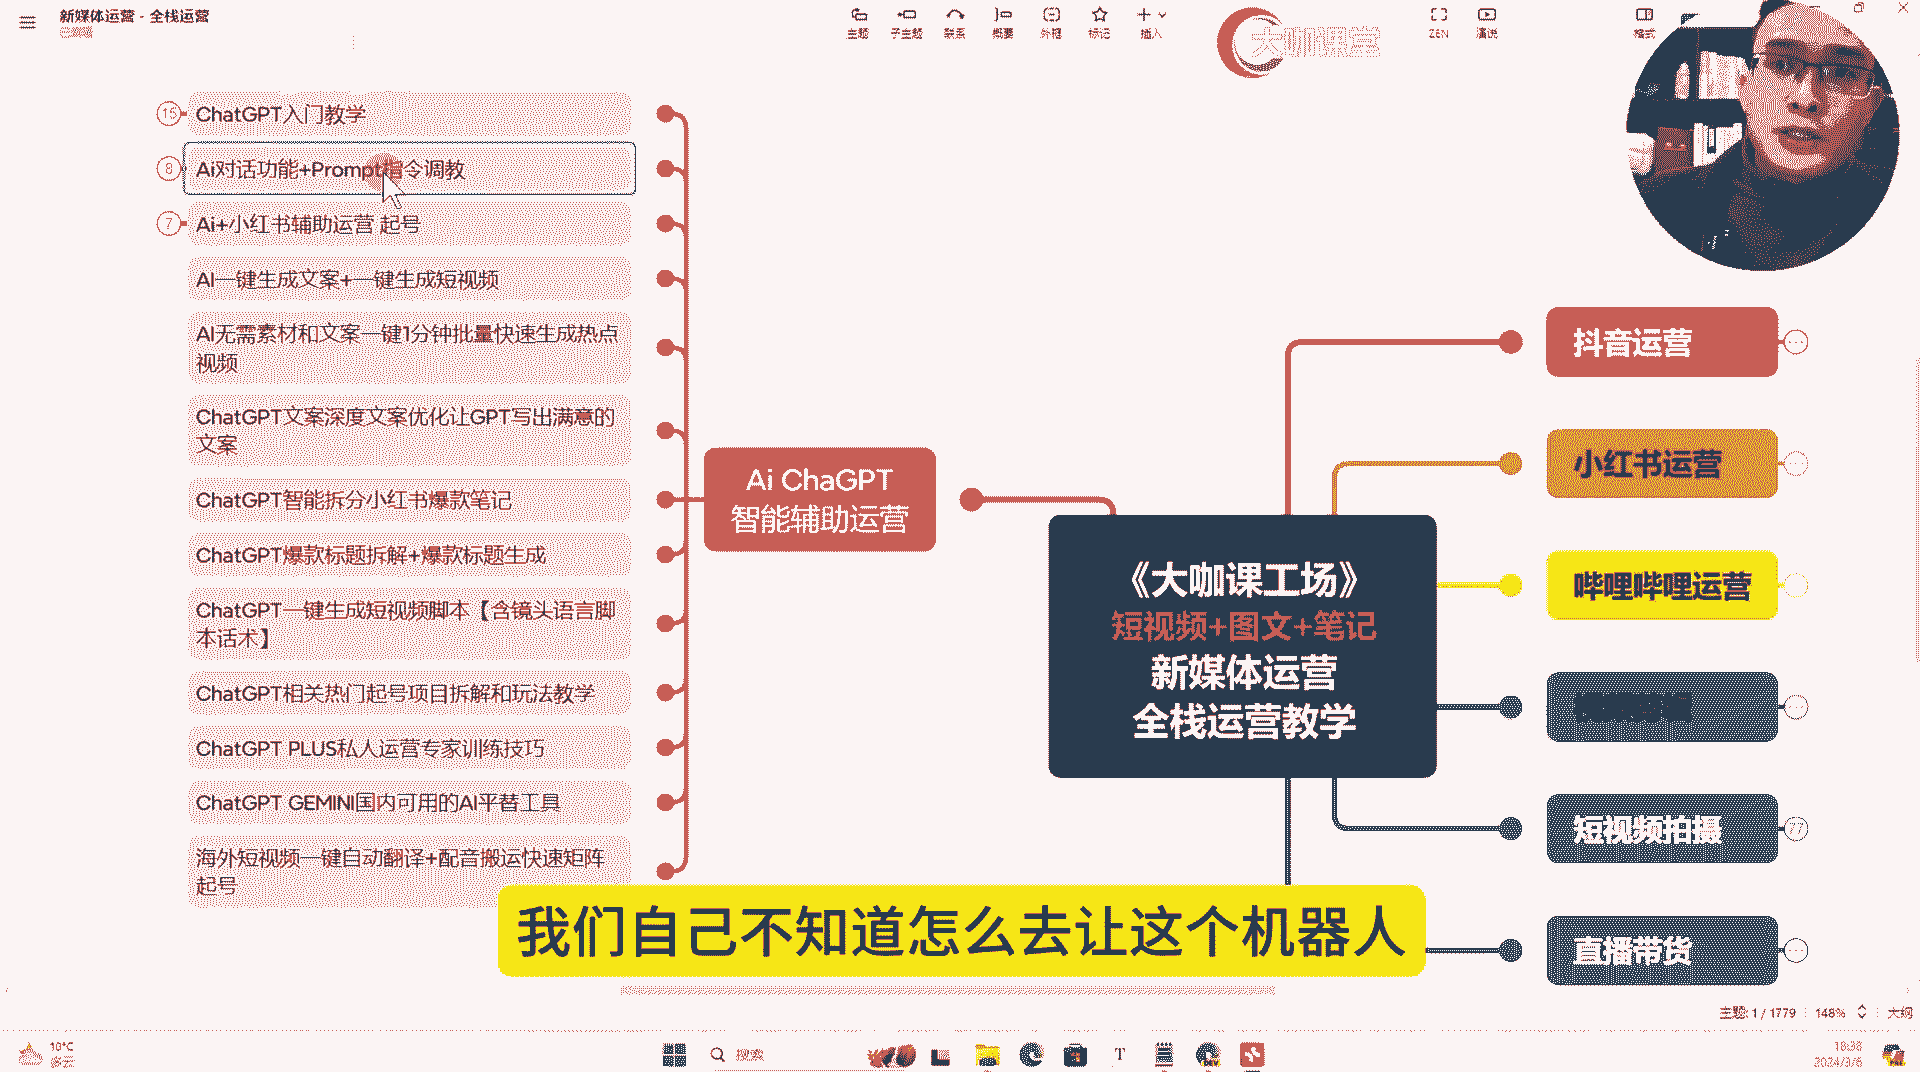 新媒体运营 - 全栈运营
主题
子主题
联系
概要
外框
标记
插入
ZEN
演说
格式
大咖课堂
15
ChatGPT入门教学
8
Ai对话功能+Prompt指令调教
7
Ai+小红书辅助运营 起号
AI一键生成文案+一键生成短视频
AI无需素材和文案一键1分钟批量快速生成热点
视频
ChatGPT文案深度文案优化让GPT写出满意的
文案
ChatGPT智能拆分小红书爆款笔记
ChatGPT爆款标题拆解+爆款标题生成
ChatGPT一键生成短视频脚本【含镜头语言脚
本话术】
ChatGPT相关热门起号项目拆解和玩法教学
ChatGPT PLUS私人运营专家训练技巧
ChatGPT GEMINI国内可用的AI平替工具
海外短视频一键自动翻译+配音搬运快速矩阵
起号
Ai ChaGPT
智能辅助运营
《大咖课工场》
短视频+图文+笔记
新媒体运营
全栈运营教学
抖音运营
小红书运营
哔哩哔哩运营
短视频拍摄
77
直播带货
我们自己不知道怎么去让这个机器人
主题: 1 / 1779
148%
大纲
10°C
多云
搜索
18:38
2024/3/6